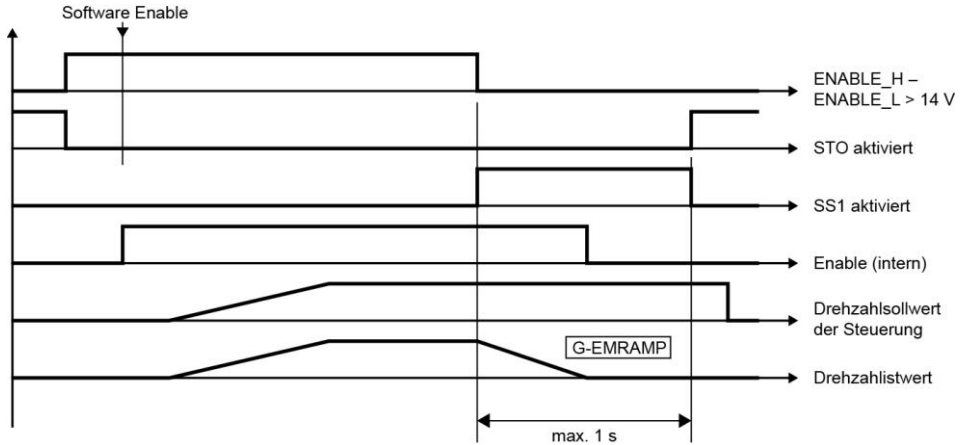 Software Enable
ENABLE_H –
ENABLE_L > 14 V
STO aktiviert
SS1 aktiviert
Enable (intern)
Drehzahlsollwert
der Steuerung
G-EMRAMP
Drehzahlistwert
max. 1 s